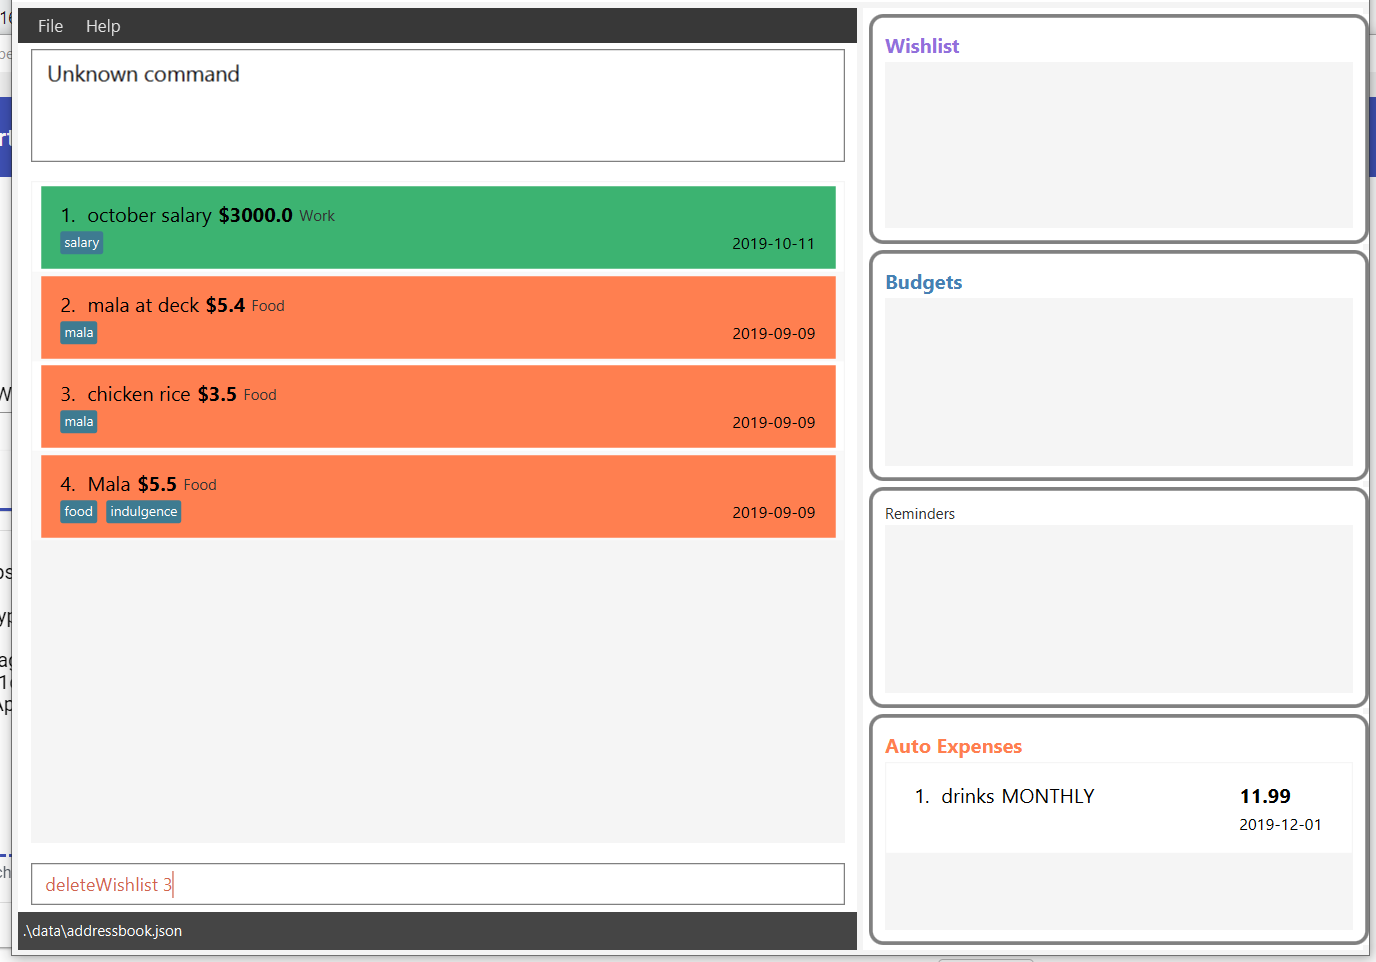 File Help
Unknown command
1. october salary $3000.0 Work
salary
2019-10-11
2. mala at deck $5.4 Food
mala
2019-09-09
3. chicken rice $3.5 Food
mala
2019-09-09
4. Mala $5.5 Food
food indulgence
2019-09-09
deleteWishlist 3
.\data\addressbook.json
Wishlist
Budgets
Reminders
Auto Expenses
1. drinks MONTHLY 11.99
2019-12-01